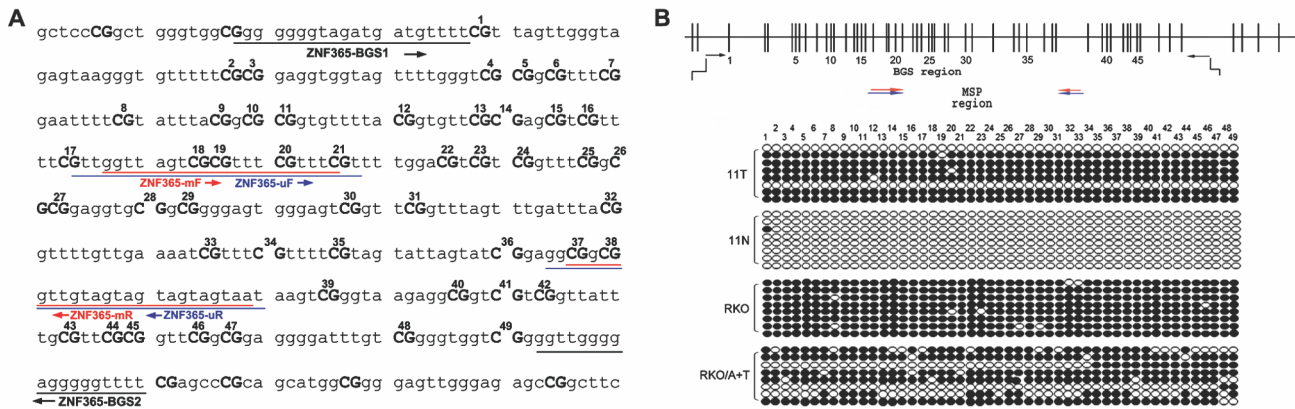 A
1
gctcccCGgct gggtggCGgg gggggtagatg atgttttCGt tagttgggta
ZNF365-BGS1
2 3 4 5 6 7
gagtaagggt gtttttCGCG gaggtggtag ttttgggtCG CGgCGtttCG
8 9 10 11 12 13 14 15 16
gaattttCGt atttaCGgCG CGgtgtttta CGgtgttCGC GagCGtCGtt
17 18 19 20 21 22 23 24 25 26
ttCGttggtt agtCGCGttt CGtttCGttt tggaCGtCGt CGgtttCGgC
ZNF365-mF ZNF365-uF
27 28 29 30 31 32
GCGgaggtgC GgCGgggagt gggagtCGgt tCGtttagtt ttgatttaCG
33 34 35 36 37 38
gttttgttga aaatCGtttC GttttCGtag tattatatC GgaggCGgCG
39 40 41 42
gttgtagtag tagtagtaat aagtCGggta agaggCGgtC GtCGgttatt
ZNF365-mR ZNF365-uR
43 44 45 46 47 48 49
tgCGttCGCG gttCGgCGga ggggatttgt CGgggtggtC Gggttgggg
agggggtttt CGagcccCGca gcatggCGgg gagttgggag agcCGgcttc
ZNF365-BGS2
B
1 5 10 15 20 25 30 35 40 45
BGS region
MSP
region
2 4 6 8 10 12 14 16 18 20 22 24 26 28 30 32 34 36 38 40 42 44 46 48
1 3 5 7 9 11 13 15 17 19 21 23 25 27 29 31 33 35 37 39 41 43 45 47 49
11T
11N
RKO
RKO/A+T